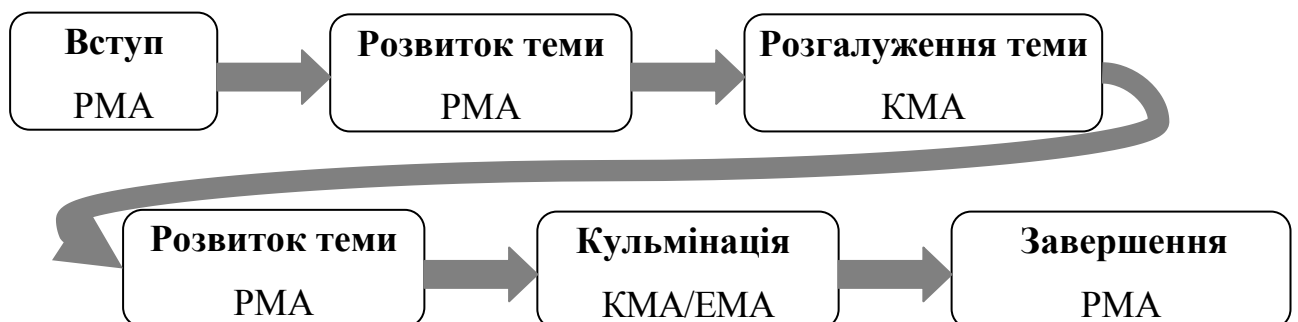 Вступ
РМА
Розвиток теми
РМА
Розгалуження теми
КМА
Розвиток теми
РМА
Кульмінація
КМА/ЕМА
Завершення
РМА